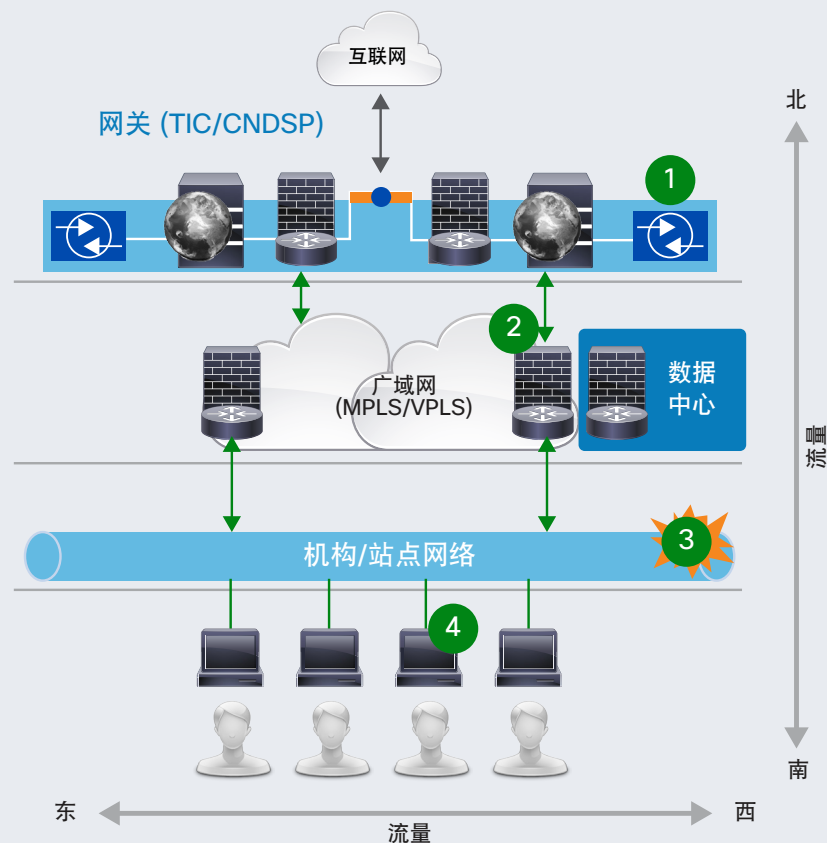 互联网
网关 (TIC/CNDSP)
北
1
2
广域网
(MPLS/VPLS)
数据
中心
流量
机构/站点网络
3
4
南
东
西
流量